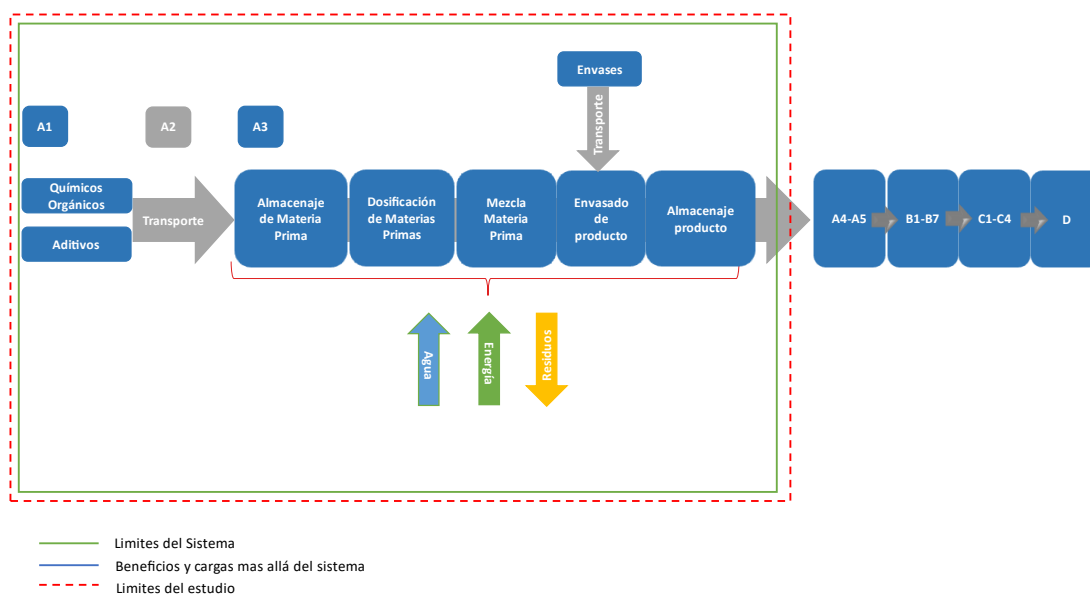 Envases
Transporte
A1
A2
A3
Químicos
Orgánicos
Aditivos
Transporte
Almacenaje
de Materia
Prima
Dosificación
de Materias
Primas
Mezcla
Materia
Prima
Envasado
de
producto
Almacenaje
producto
A4-A5
B1-B7
C1-C4
D
Agua
Energía
Residuos
Limites del Sistema
Beneficios y cargas mas allá del sistema
Limites del estudio